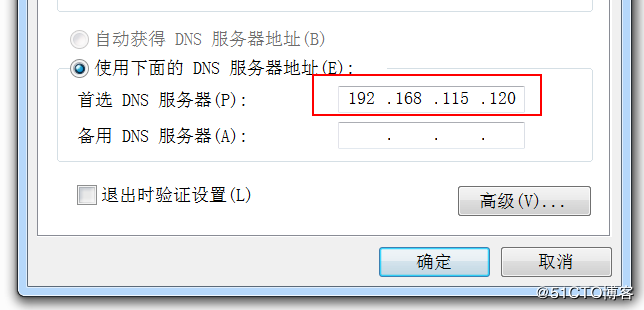 自动获得 DNS 服务器地址(B)
使用下面的 DNS 服务器地址(E):
首选 DNS 服务器(P): 192 .168 .115 .120
备用 DNS 服务器(A): . . .
退出时验证设置(L)
高级(V)...
确定 取消
@51CTO博客